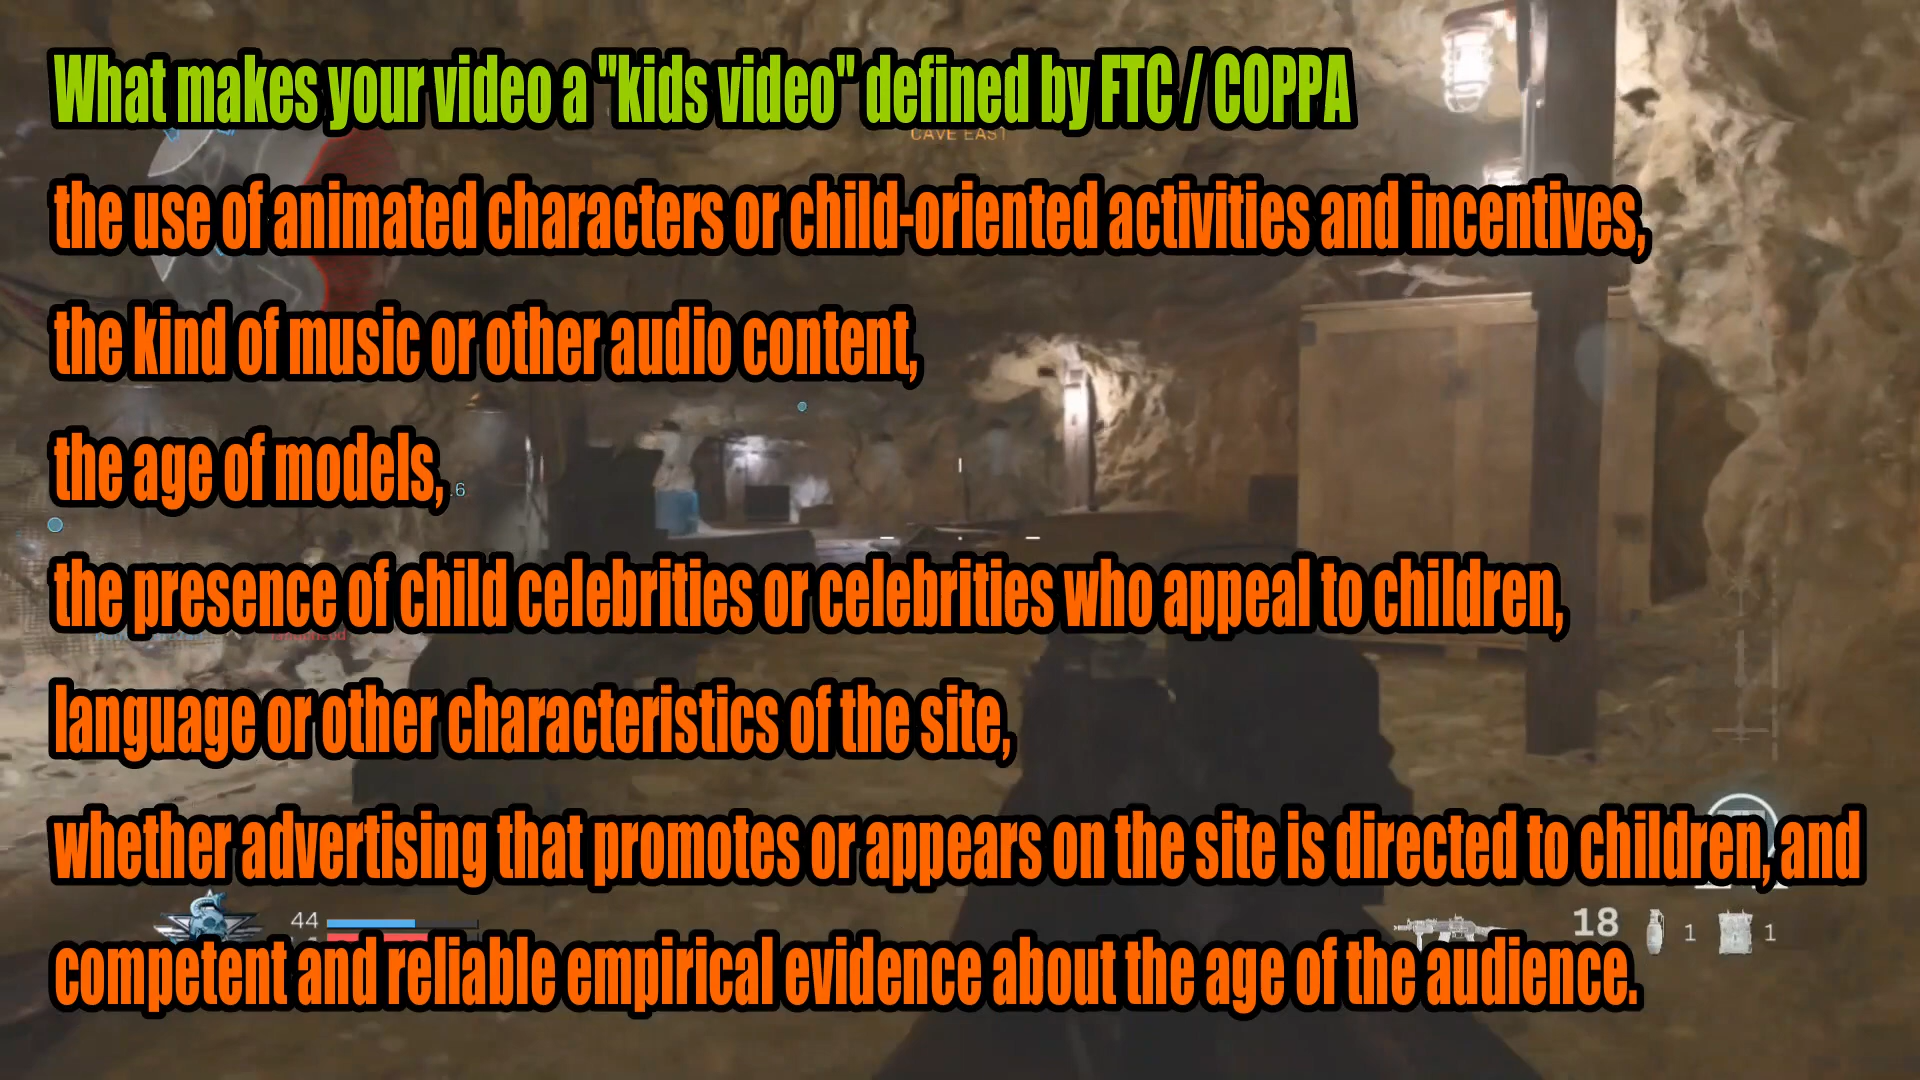 What makes your video a "kids video" defined by FTC / COPPA
CAVE EAST
the use of animated characters or child-oriented activities and incentives,
the kind of music or other audio content,
the age of models,
6
the presence of child celebrities or celebrities who appeal to children,
language or other characteristics of the site,
whether advertising that promotes or appears on the site is directed to children, and
44
18 1 1
competent and reliable empirical evidence about the age of the audience.